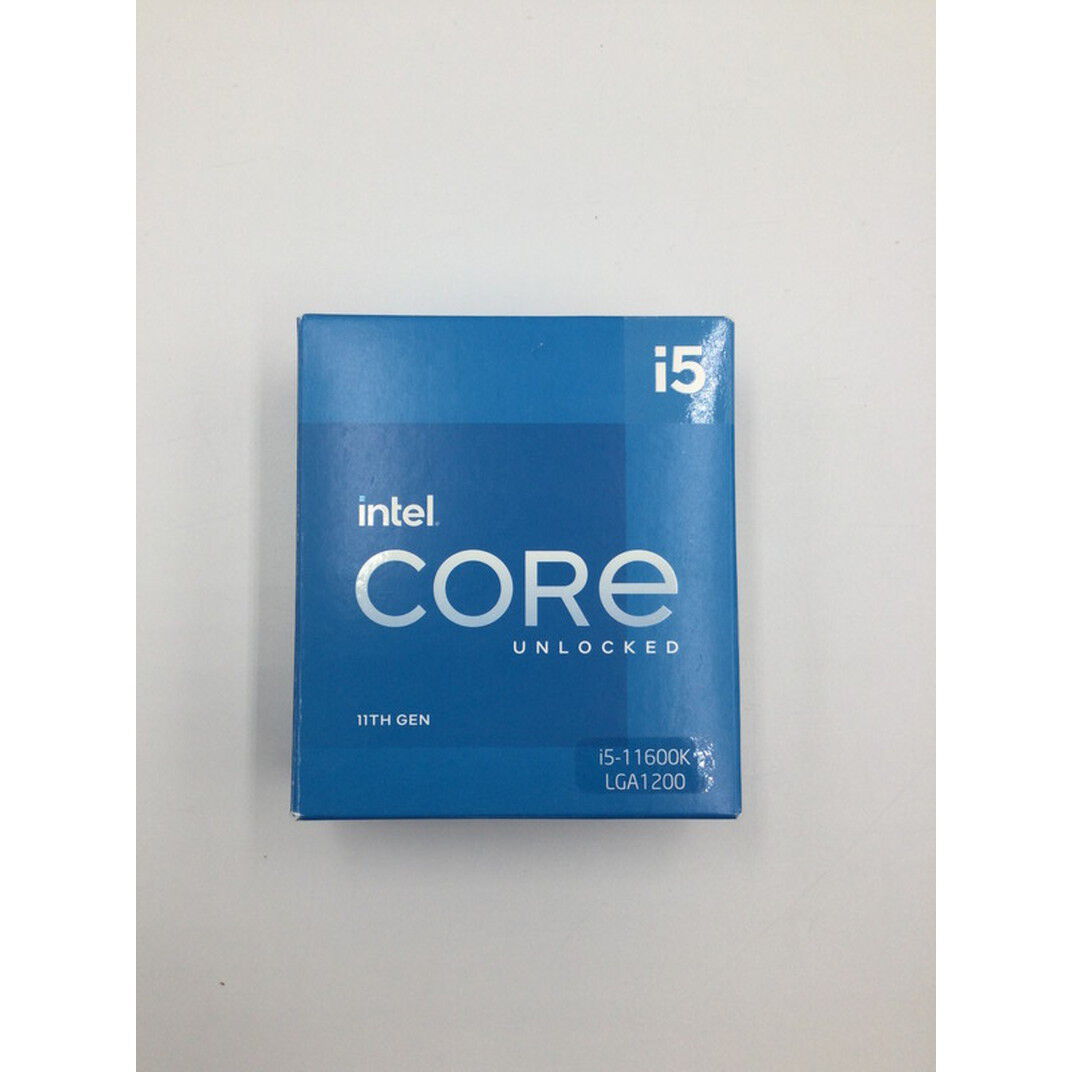 i5
intel
CORe
UNLOCKED
11TH GEN
i5-11600K
LGA1200